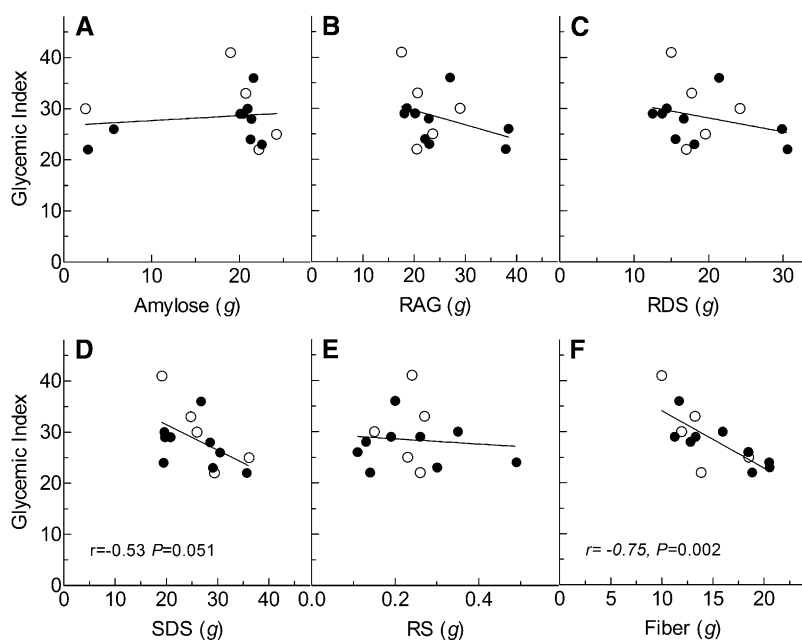 A
B
C
Glycemic Index
50
40
30
20
10
0
0 10 20
Amylose (g)
0 10 20 30 40
RAG (g)
0 10 20 30
RDS (g)
D
E
F
Glycemic Index
50
40
30
20
10
0
r=-0.53 P=0.051
r= -0.75, P=0.002
0 10 20 30 40
SDS (g)
0.0 0.2 0.4
RS (g)
5 10 15 20
Fiber (g)